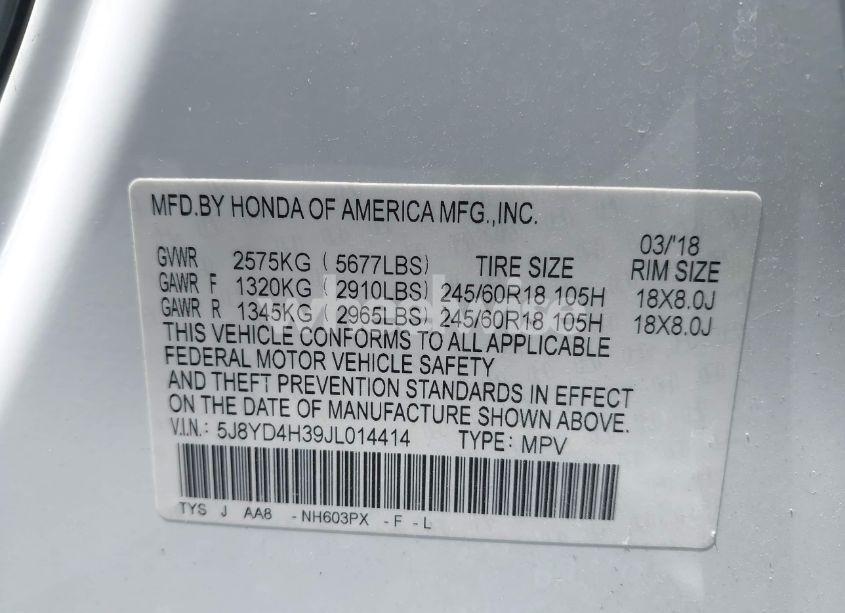 MFD.BY HONDA OF AMERICA MFG.,INC.
03/'18
GVWR 2575KG ( 5677LBS) TIRE SIZE RIM SIZE
GAWR F 1320KG ( 2910LBS) 245/60R18 105H 18X8.0J
GAWR R 1345KG ( 2965LBS) 245/60R18 105H 18X8.0J
THIS VEHICLE CONFORMS TO ALL APPLICABLE
FEDERAL MOTOR VEHICLE SAFETY
AND THEFT PREVENTION STANDARDS IN EFFECT
ON THE DATE OF MANUFACTURE SHOWN ABOVE.
V.I.N.: 5J8YD4H39JL014414 TYPE: MPV
TYS J AA8 -NH603PX -F -L